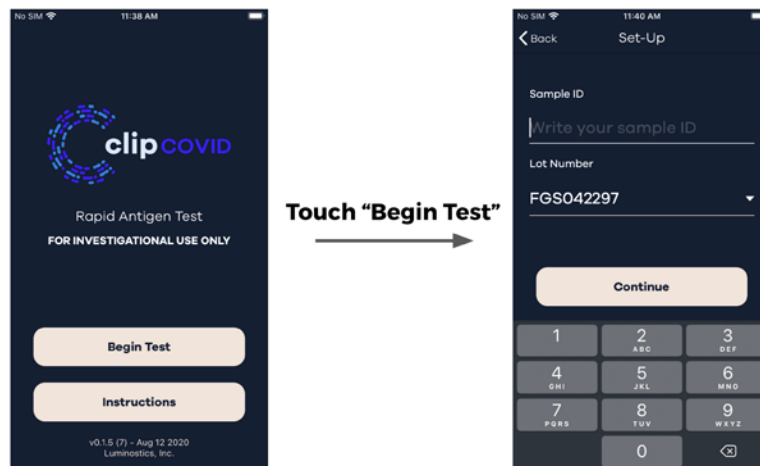 No SIM 11:38 AM
clip COVID
Rapid Antigen Test
FOR INVESTIGATIONAL USE ONLY
Begin Test
Instructions
v0.1.5 (7) - Aug 12 2020
Luminostics, Inc.
Touch “Begin Test”
No SIM 11:40 AM
Back Set-Up
Sample ID
Write your sample ID
Lot Number
FGS042297
Continue
1 2 3
ABC DEF
4 5 6
GHI JKL MNO
7 8 9
PQRS TUV WXYZ
0